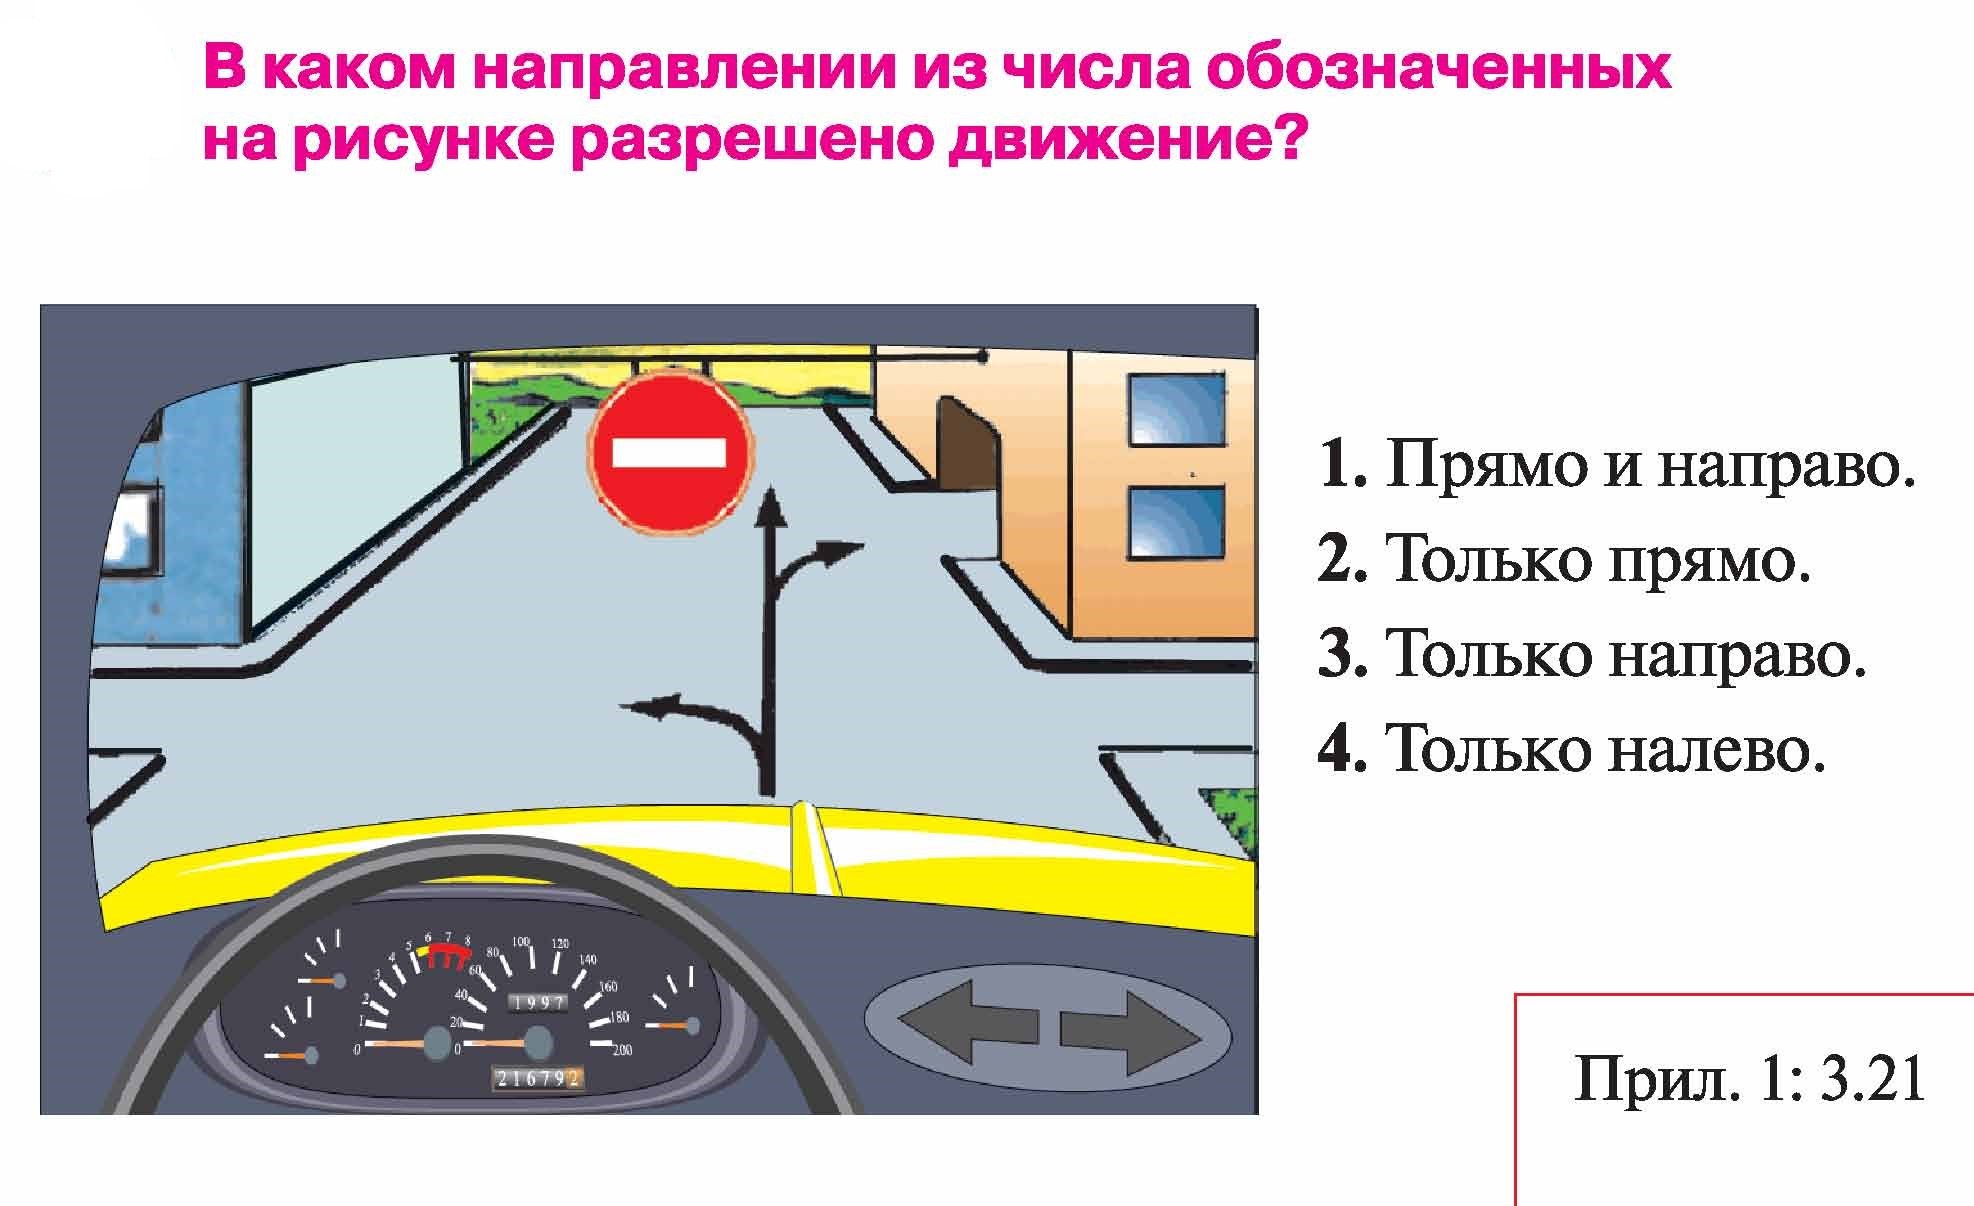 В каком направлении из числа обозначенных
на рисунке разрешено движение?
1. Прямо и направо.
2. Только прямо.
3. Только направо.
4. Только налево.
0 1 2 3 4 5 6 7 8
0 20 40 60 80 100 120 140 160 180 200
1997
216792
Прил. 1: 3.21